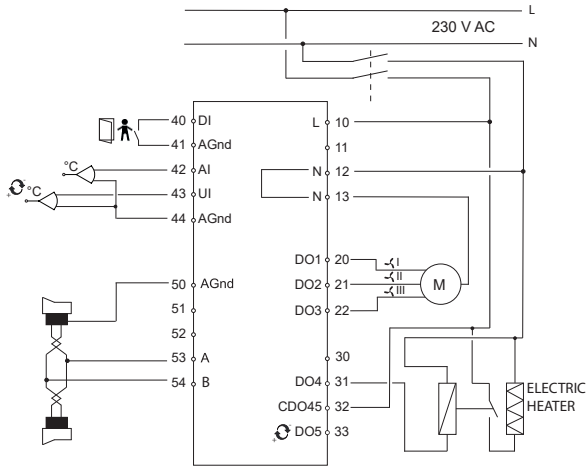 L
230 V AC
N
40 DI
L 10
41 AGnd
11
°C
42 AI
N 12
°C
43 UI
N 13
44 AGnd
DO1 20
I
50 AGnd
DO2 21
II
M
51
DO3 22
III
52
53 A
30
54 B
DO4 31
CDO45 32
DO5 33
ELECTRIC
HEATER